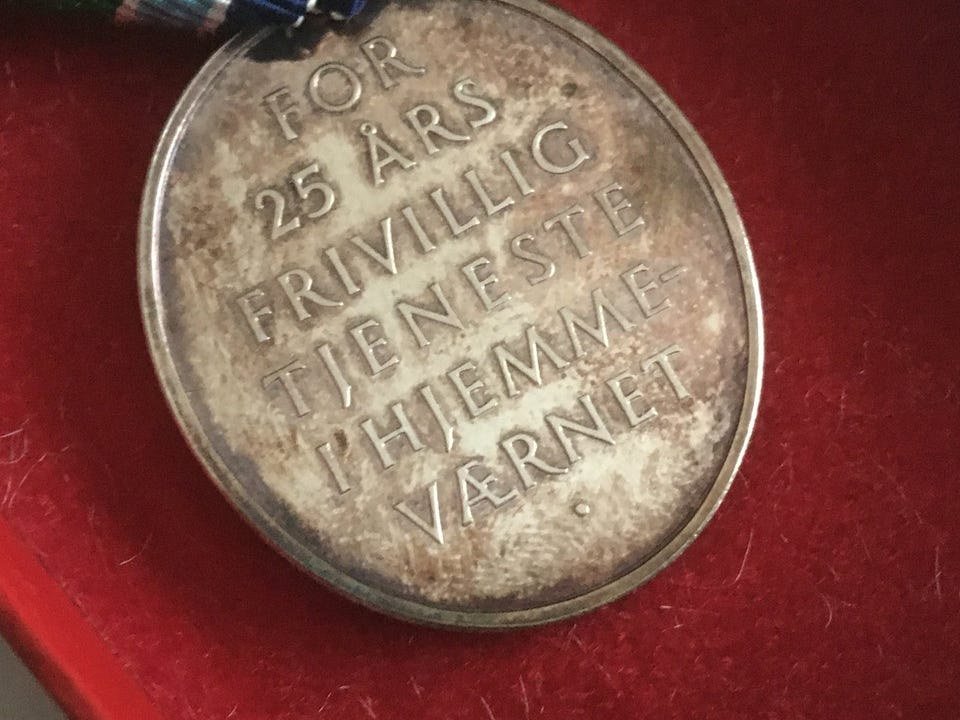 FOR
25 ÅRS
FRIVILLIG
TJENESTE
I HJEMME-
VÆRNET